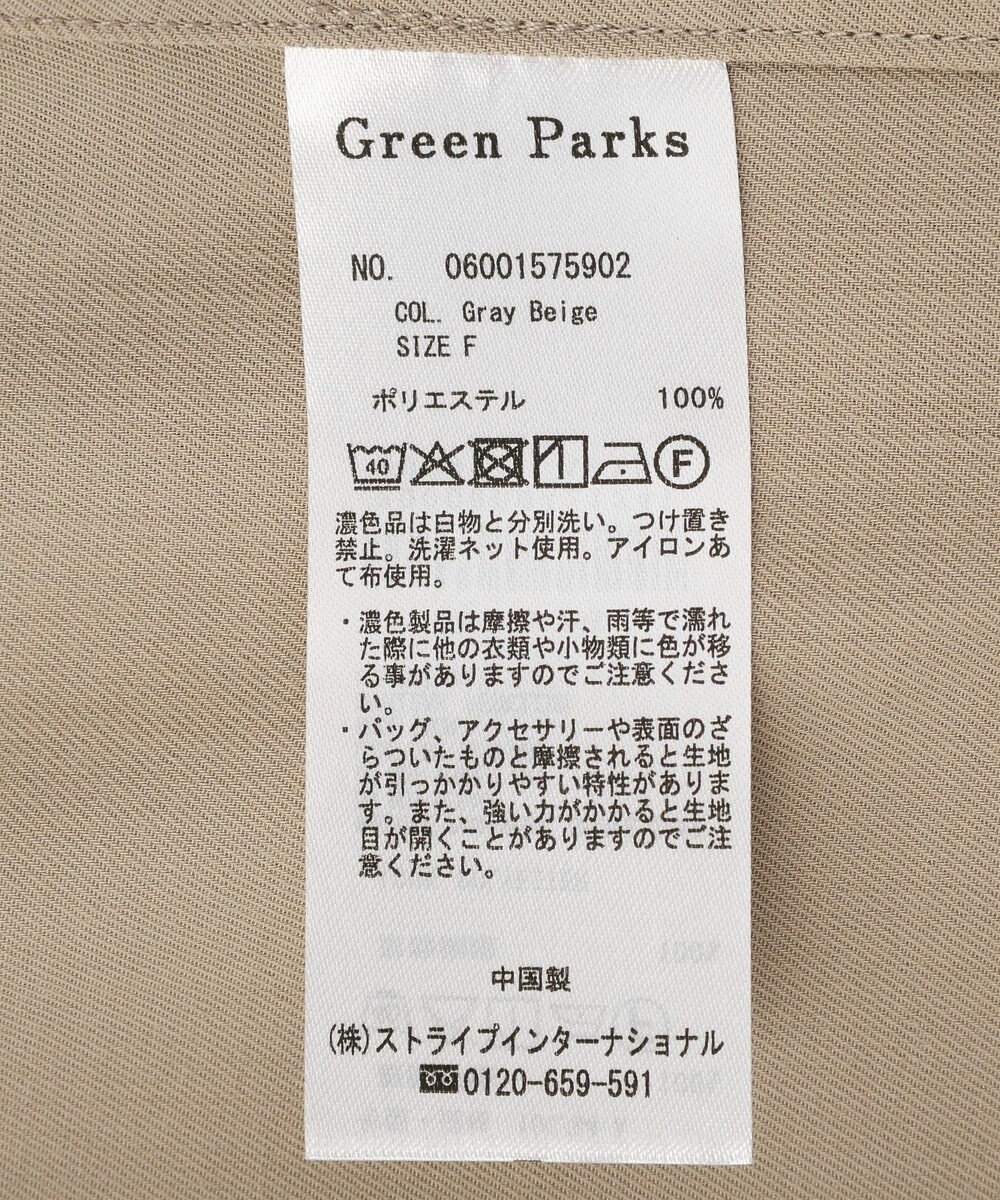 Green Parks
NO. 06001575902
COL. Gray Beige
SIZE F
ポリエステル 100%
40 F
濃色品は白物と分別洗い。つけ置き
禁止。洗濯ネット使用。アイロンあ
て布使用。
・濃色製品は摩擦や汗、雨等で濡れ
た際に他の衣類や小物類に色が移
る事がありますのでご注意くださ
い。
・バッグ、アクセサリーや表面のざ
らついたものと摩擦されると生地
が引っかかりやすい特性がありま
す。また、強い力がかかると生地
目が開くことがありますのでご注
意ください。
中国製
(株)ストライプインターナショナル
0120-659-591